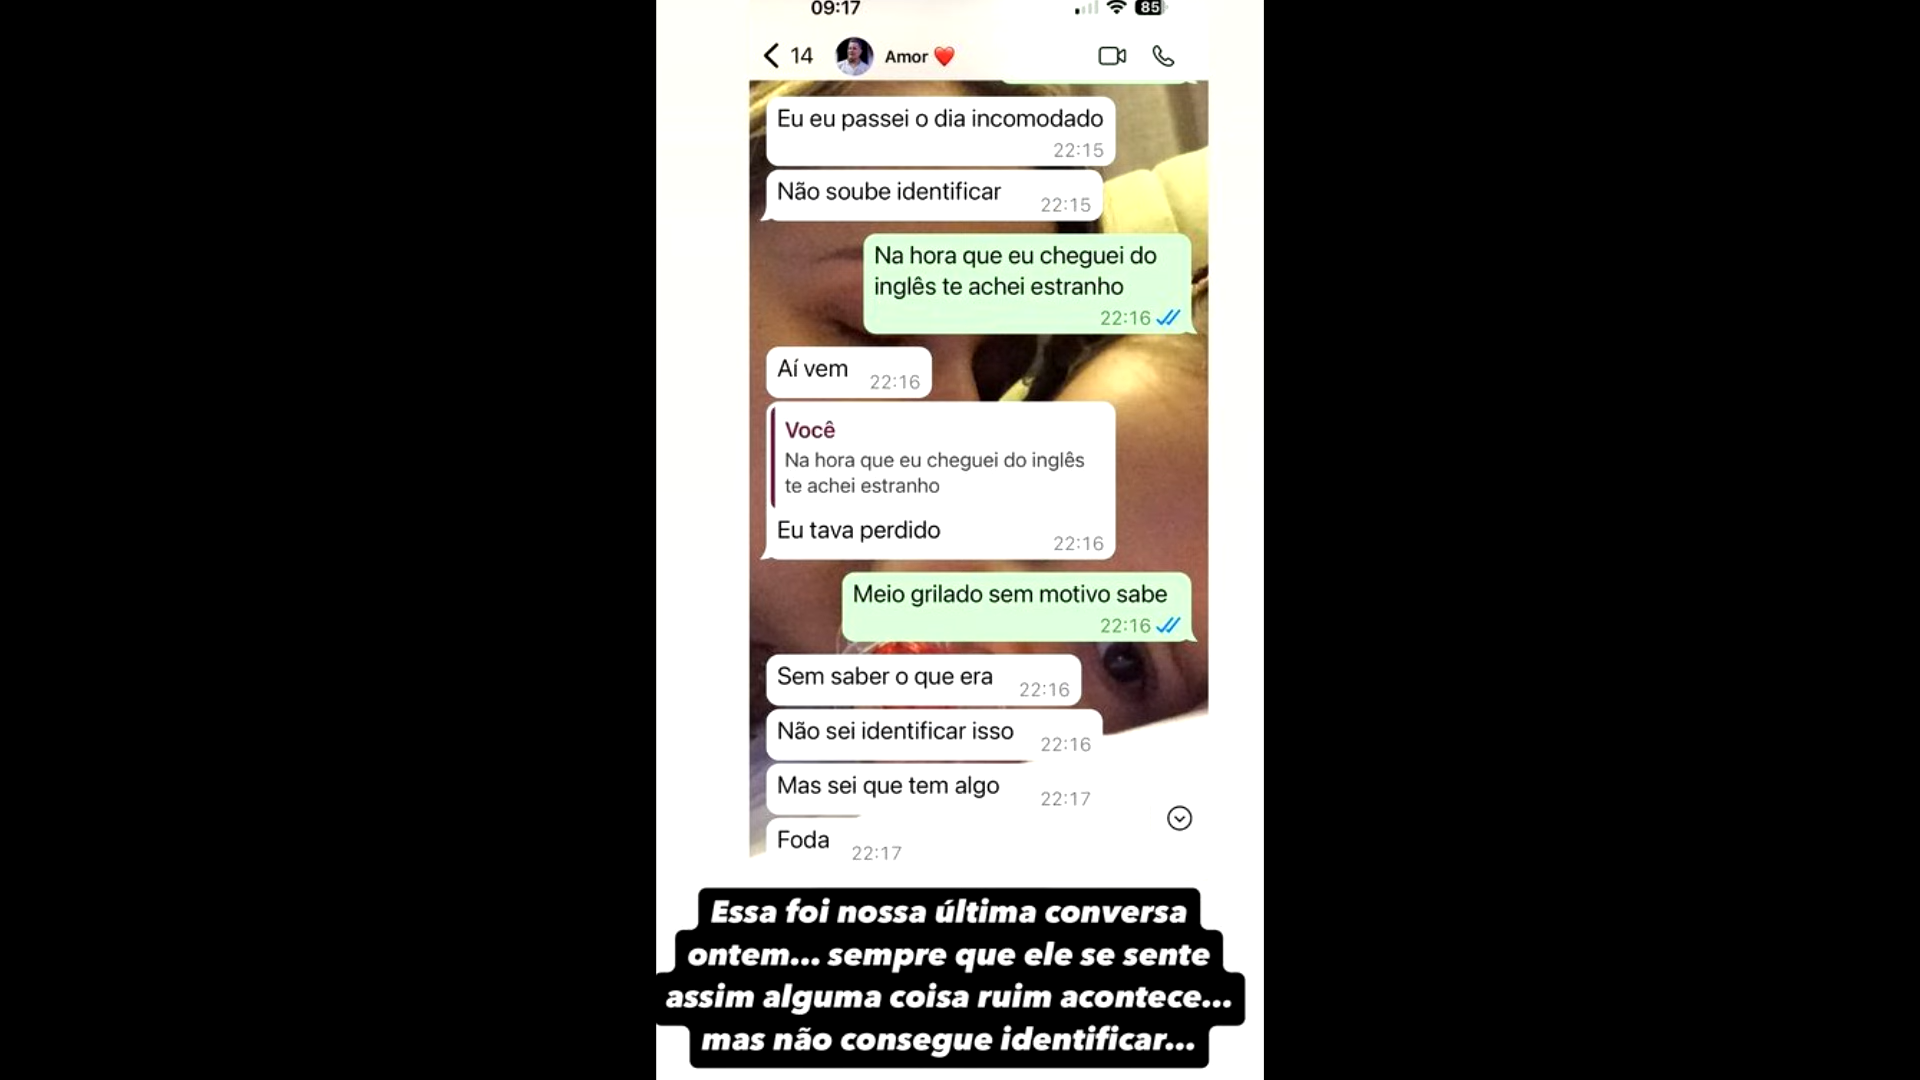 09:17
85
14
Amor ❤️
Eu eu passei o dia incomodado
22:15
Não soube identificar
22:15
Na hora que eu cheguei do
inglês te achei estranho
22:16
Aí vem
22:16
Você
Na hora que eu cheguei do inglês
te achei estranho
Eu tava perdido
22:16
Meio grilado sem motivo sabe
22:16
Sem saber o que era
22:16
Não sei identificar isso
22:16
Mas sei que tem algo
22:17
Foda
22:17
Essa foi nossa última conversa
ontem... sempre que ele se sente
assim alguma coisa ruim acontece...
mas não consegue identificar...